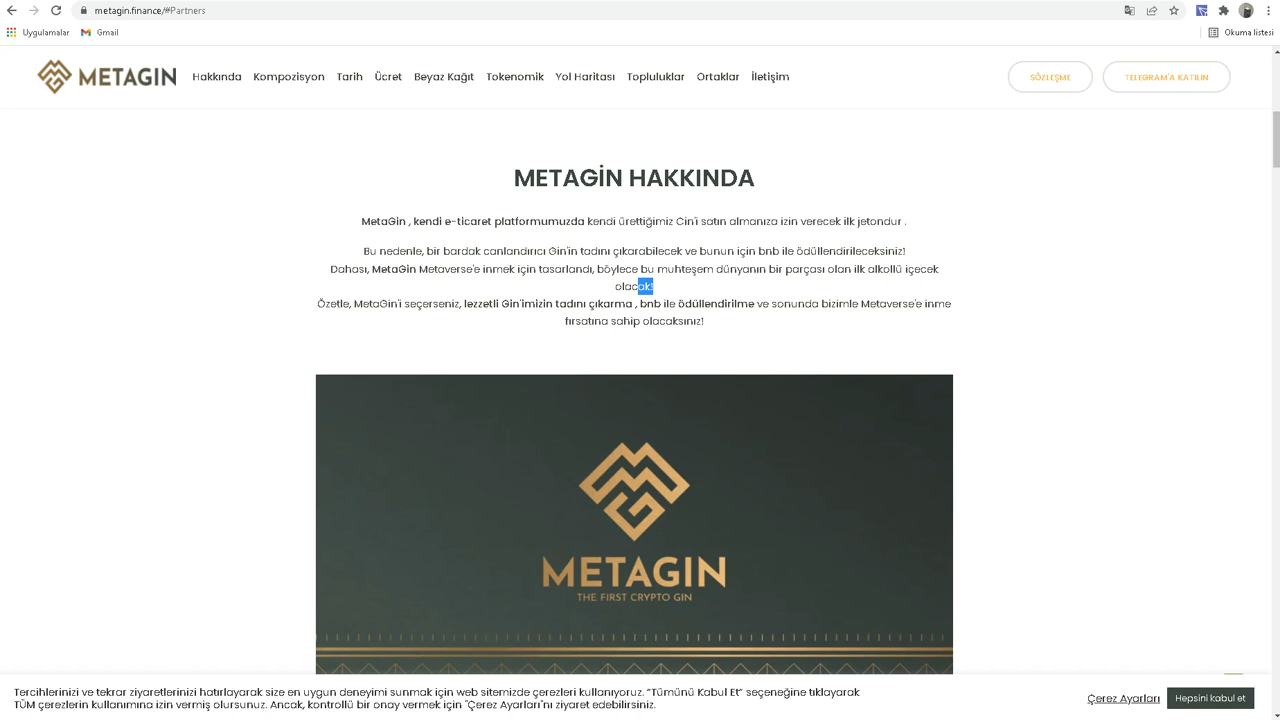 metagin.finance/#Partners
Uygulamalar
Gmail
Okuma listesi
METAGIN
Hakkında
Kompozisyon
Tarih
Ücret
Beyaz Kağıt
Tokenomik
Yol Haritası
Topluluklar
Ortaklar
İletişim
SÖZLEŞME
TELEGRAM'A KATILIN
METAGİN HAKKINDA
MetaGin , kendi e-ticaret platformumuzda kendi ürettiğimiz Cin'i satın almanıza izin verecek ilk jetondur .
Bu nedenle, bir bardak canlandırıcı Gin'in tadını çıkarabilecek ve bunun için bnb ile ödüllendirileceksiniz!
Dahası, MetaGin Metaverse'e inmek için tasarlandı, böylece bu muhteşem dünyanın bir parçası olan ilk alkollü içecek
olacak!
Özetle, MetaGin'i seçerseniz, lezzetli Gin'imizin tadını çıkarma , bnb ile ödüllendirilme ve sonunda bizimle Metaverse'e inme
fırsatına sahip olacaksınız!
METAGIN
THE FIRST CRYPTO GIN
Tercihlerinizi ve tekrar ziyaretlerinizi hatırlayarak size en uygun deneyimi sunmak için web sitemizde çerezleri kullanıyoruz. “Tümünü Kabul Et” seçeneğine tıklayarak
TÜM çerezlerin kullanımına izin vermiş olursunuz. Ancak, kontrollü bir onay vermek için "Çerez Ayarları"nı ziyaret edebilirsiniz.
Çerez Ayarları
Hepsini kabul et